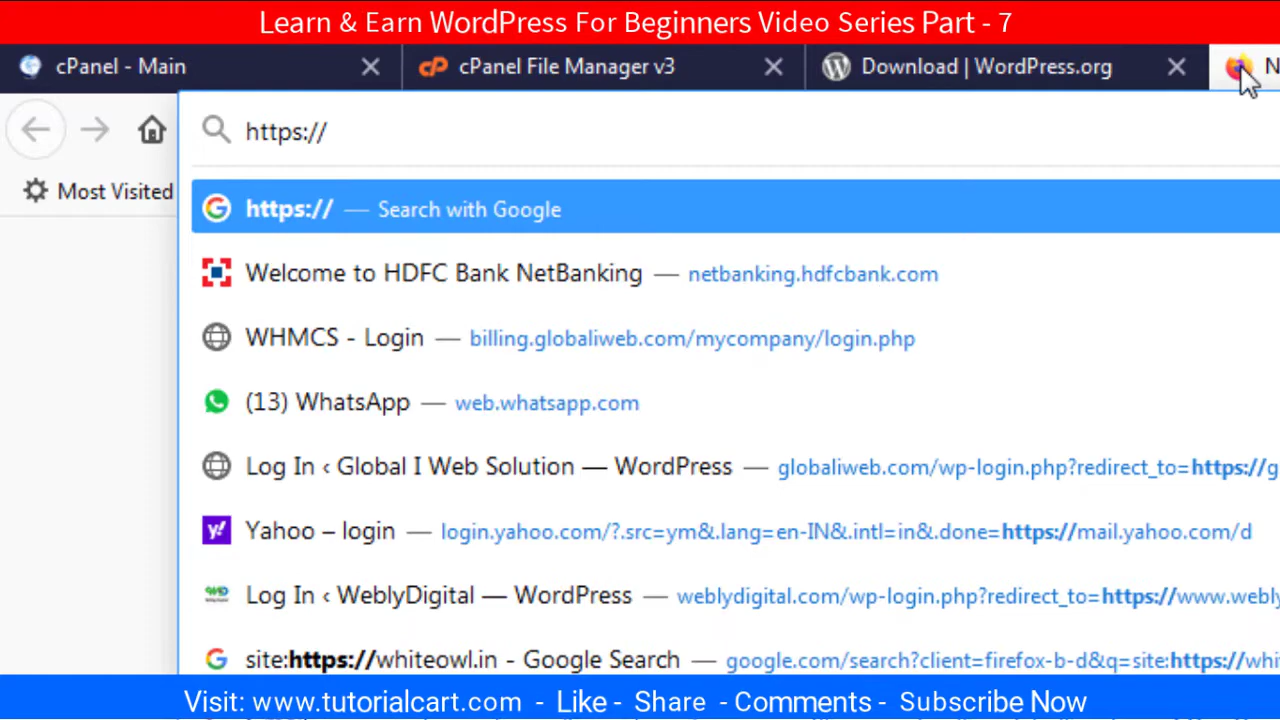 Learn & Earn WordPress For Beginners Video Series Part - 7
cPanel - Main
cPanel File Manager v3
Download | WordPress.org
N
https://
Most Visited
https:// — Search with Google
Welcome to HDFC Bank NetBanking — netbanking.hdfcbank.com
WHMCS - Login — billing.globaliweb.com/mycompany/login.php
(13) WhatsApp — web.whatsapp.com
Log In ‹ Global I Web Solution — WordPress — globaliweb.com/wp-login.php?redirect_to=https://g
Yahoo – login — login.yahoo.com/?.src=ym&.lang=en-IN&.intl=in&.done=https://mail.yahoo.com/d
Log In ‹ WeblyDigital — WordPress — weblydigital.com/wp-login.php?redirect_to=https://www.webly
site:https://whiteowl.in - Google Search — google.com/search?client=firefox-b-d&q=site:https://whi
Visit: www.tutorialcart.com - Like - Share - Comments - Subscribe Now